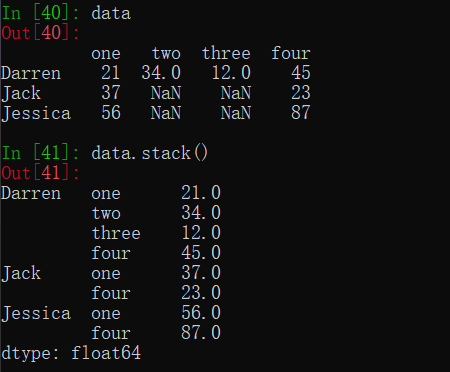 In [40]: data
Out[40]:
         one   two  three  four
Darren    21  34.0   12.0    45
Jack      37   NaN    NaN    23
Jessica   56   NaN    NaN    87

In [41]: data.stack()
Out[41]:
Darren   one      21.0
         two      34.0
         three    12.0
         four     45.0
Jack     one      37.0
         four     23.0
Jessica  one      56.0
         four     87.0
dtype: float64